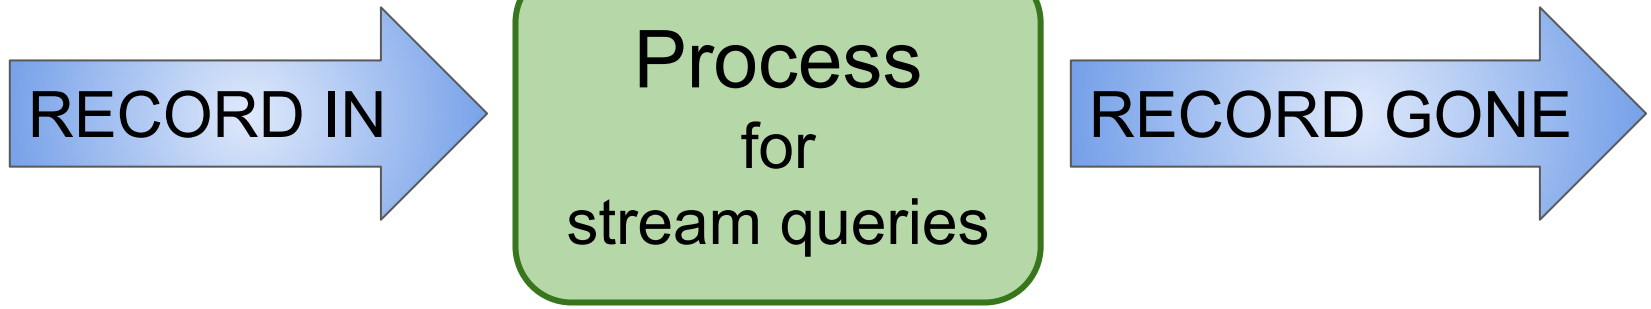 RECORD IN
Process
for
stream queries
RECORD GONE